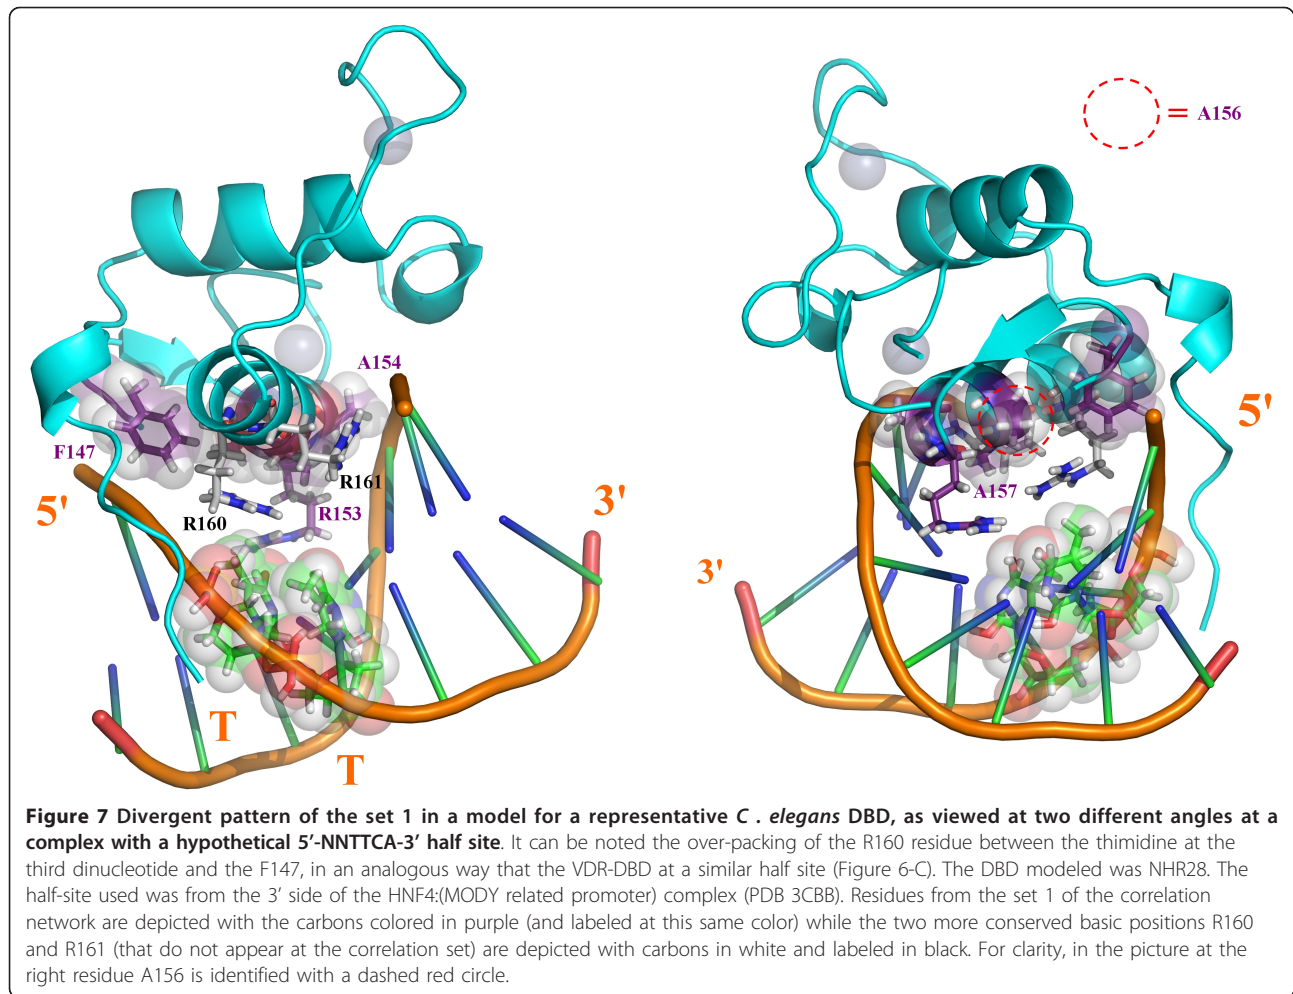 = A156
A154
F147
5'
R161
R160
R153
3'
T
T
5'
A157
3'
Figure 7 Divergent pattern of the set 1 in a model for a representative C . elegans DBD, as viewed at two different angles at a
complex with a hypothetical 5’-NNTTCA-3’ half site. It can be noted the over-packing of the R160 residue between the thimidine at the
third dinucleotide and the F147, in an analogous way that the VDR-DBD at a similar half site (Figure 6-C). The DBD modeled was NHR28. The
half-site used was from the 3’ side of the HNF4:(MODY related promoter) complex (PDB 3CBB). Residues from the set 1 of the correlation
network are depicted with the carbons colored in purple (and labeled at this same color) while the two more conserved basic positions R160
and R161 (that do not appear at the correlation set) are depicted with carbons in white and labeled in black. For clarity, in the picture at the
right residue A156 is identified with a dashed red circle.